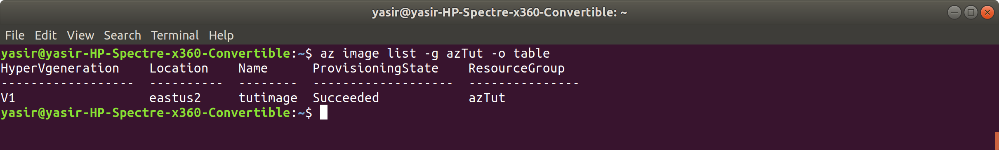 yasir@yasir-HP-Spectre-x360-Convertible: ~
File Edit View Search Terminal Help
yasir@yasir-HP-Spectre-x360-Convertible:~$ az image list -g azTut -o table
HyperVgeneration    Location    Name      ProvisioningState    ResourceGroup
------------------  ----------  --------  -------------------  ---------------
V1                  eastus2     tutimage  Succeeded            azTut
yasir@yasir-HP-Spectre-x360-Convertible:~$